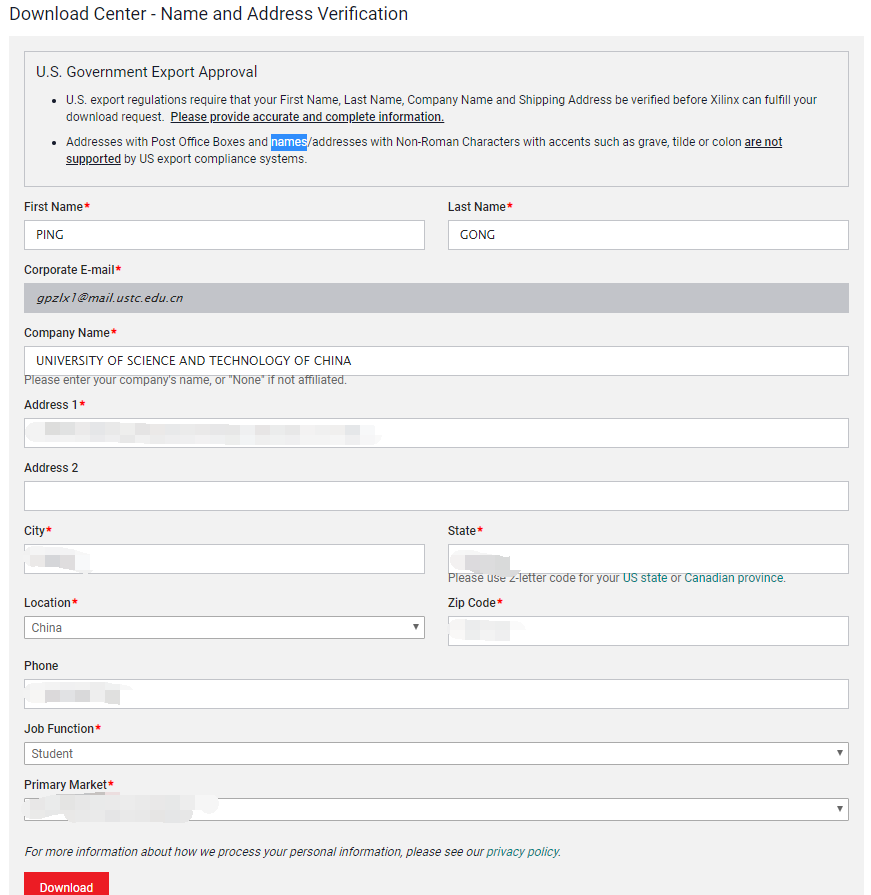 Download Center - Name and Address Verification
U.S. Government Export Approval
• U.S. export regulations require that your First Name, Last Name, Company Name and Shipping Address be verified before Xilinx can fulfill your
download request. Please provide accurate and complete information.
• Addresses with Post Office Boxes and names/addresses with Non-Roman Characters with accents such as grave, tilde or colon are not
supported by US export compliance systems.
First Name* Last Name*
PING GONG
Corporate E-mail*
gpzlx1@mail.ustc.edu.cn
Company Name*
UNIVERSITY OF SCIENCE AND TECHNOLOGY OF CHINA
Please enter your company's name, or "None" if not affiliated.
Address 1*
Address 2
City* State*
Please use 2-letter code for your US state or Canadian province.
Location* Zip Code*
China
Phone
Job Function*
Student
Primary Market*
For more information about how we process your personal information, please see our privacy policy.
Download